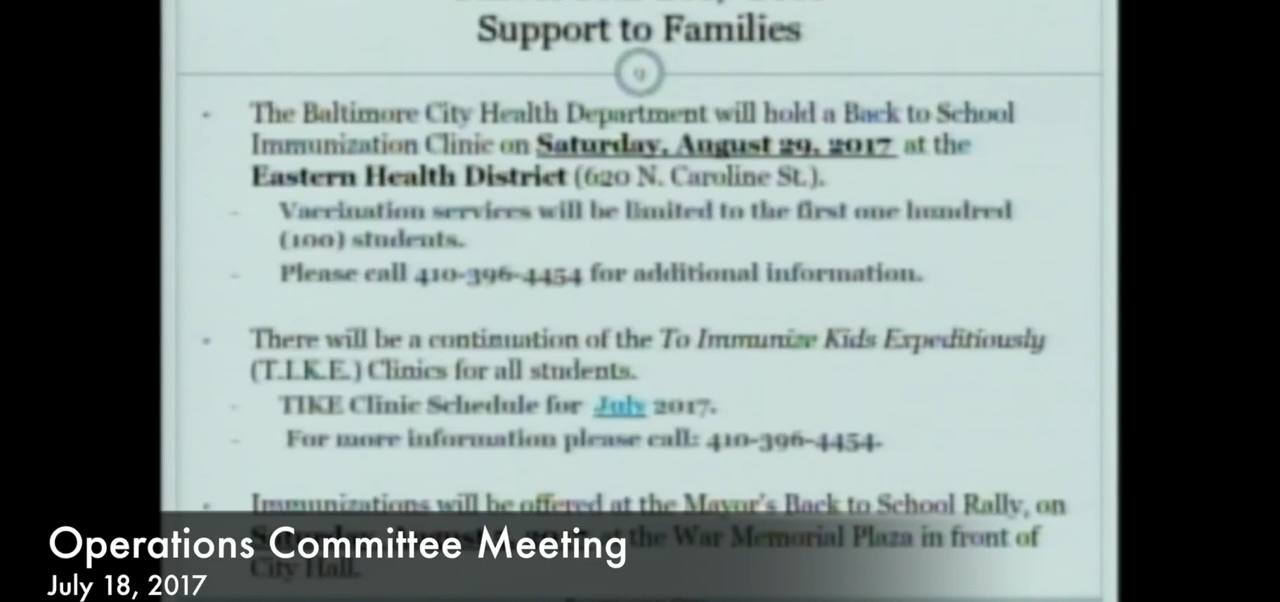 Support to Families
9
- The Baltimore City Health Department will hold a Back to School
Immunization Clinic on Saturday, August 29, 2017 at the
Eastern Health District (620 N. Caroline St.).
- Vaccination services will be limited to the first one hundred
(100) students.
- Please call 410-396-4454 for additional information.
- There will be a continuation of the To Immunize Kids Expeditiously
(T.I.K.E.) Clinics for all students.
- TIKE Clinic Schedule for July 2017.
- For more information please call: 410-396-4454.
- Immunizations will be offered at the Mayor's Back to School Rally, on
at the War Memorial Plaza in front of
City Hall.
Operations Committee Meeting
July 18, 2017